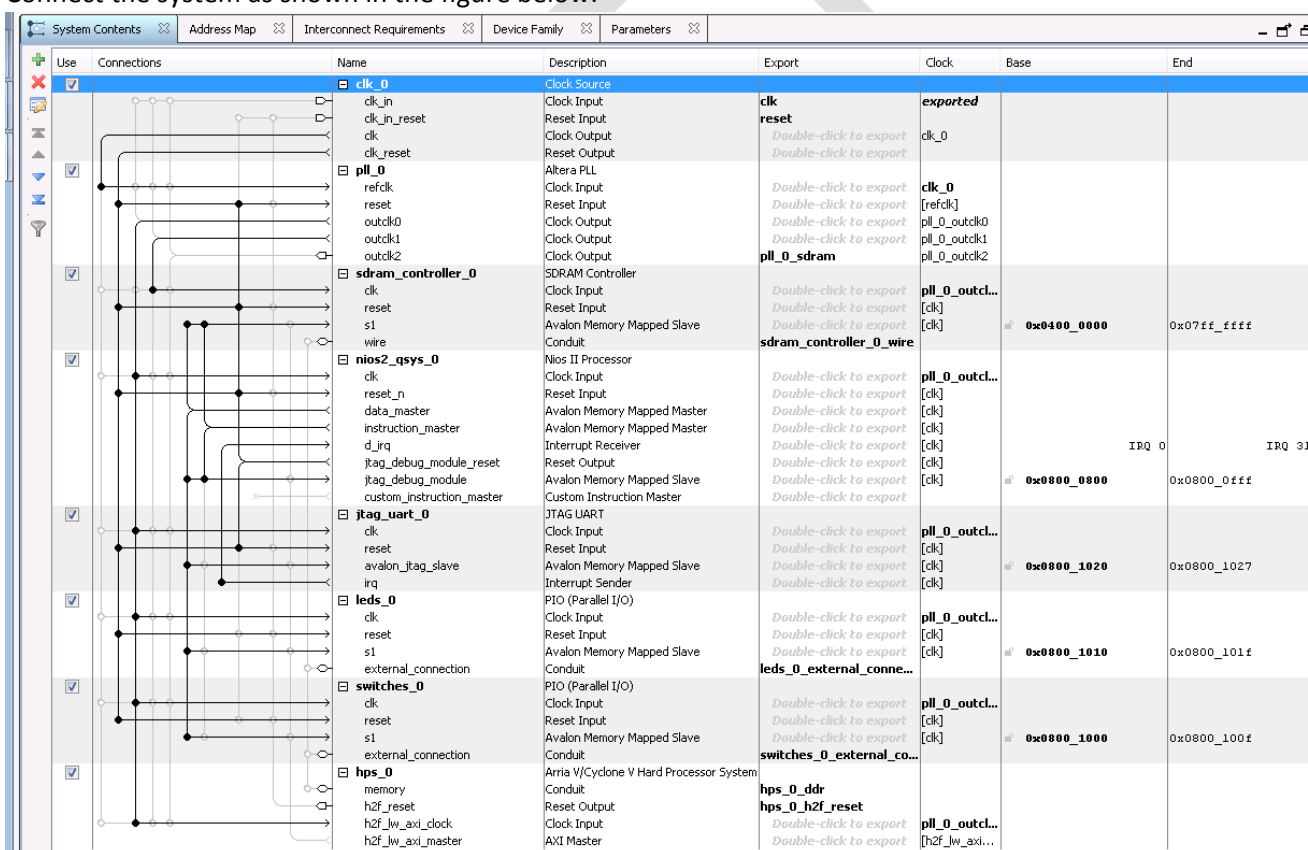 Connect the system as shown in the figure below:
System Contents Address Map Interconnect Requirements Device Family Parameters
Use Connections Name Description Export Clock Base End
clk_0 Clock Source
clk_in Clock Input clk exported
clk_in_reset Reset Input reset
clk Clock Output Double-click to export clk_0
clk_reset Reset Output Double-click to export
pll_0 Altera PLL
refclk Clock Input Double-click to export clk_0
reset Reset Input Double-click to export [refclk]
outclk0 Clock Output Double-click to export pll_0_outclk0
outclk1 Clock Output Double-click to export pll_0_outclk1
outclk2 Clock Output pll_0_sdram pll_0_outclk2
sdram_controller_0 SDRAM Controller
clk Clock Input Double-click to export pll_0_outcl...
reset Reset Input Double-click to export [clk]
s1 Avalon Memory Mapped Slave Double-click to export [clk] 0x0400_0000 0x07ff_ffff
wire Conduit sdram_controller_0_wire
nios2_qsys_0 Nios II Processor
clk Clock Input Double-click to export pll_0_outcl...
reset_n Reset Input Double-click to export [clk]
data_master Avalon Memory Mapped Master Double-click to export [clk]
instruction_master Avalon Memory Mapped Master Double-click to export [clk]
d_irq Interrupt Receiver Double-click to export [clk] IRQ 0 IRQ 31
jtag_debug_module_reset Reset Output Double-click to export [clk]
jtag_debug_module Avalon Memory Mapped Slave Double-click to export [clk] 0x0800_0800 0x0800_0fff
custom_instruction_master Custom Instruction Master Double-click to export
jtag_uart_0 JTAG UART
clk Clock Input Double-click to export pll_0_outcl...
reset Reset Input Double-click to export [clk]
avalon_jtag_slave Avalon Memory Mapped Slave Double-click to export [clk] 0x0800_1020 0x0800_1027
irq Interrupt Sender Double-click to export [clk]
leds_0 PIO (Parallel I/O)
clk Clock Input Double-click to export pll_0_outcl...
reset Reset Input Double-click to export [clk]
s1 Avalon Memory Mapped Slave Double-click to export [clk] 0x0800_1010 0x0800_101f
external_connection Conduit leds_0_external_conne...
switches_0 PIO (Parallel I/O)
clk Clock Input Double-click to export pll_0_outcl...
reset Reset Input Double-click to export [clk]
s1 Avalon Memory Mapped Slave Double-click to export [clk] 0x0800_1000 0x0800_100f
external_connection Conduit switches_0_external_co...
hps_0 Arria V/Cyclone V Hard Processor System
memory Conduit hps_0_ddr
h2f_reset Reset Output hps_0_h2f_reset
h2f_lw_axi_clock Clock Input Double-click to export pll_0_outcl...
h2f_lw_axi_master AXI Master Double-click to export [h2f_lw_axi...